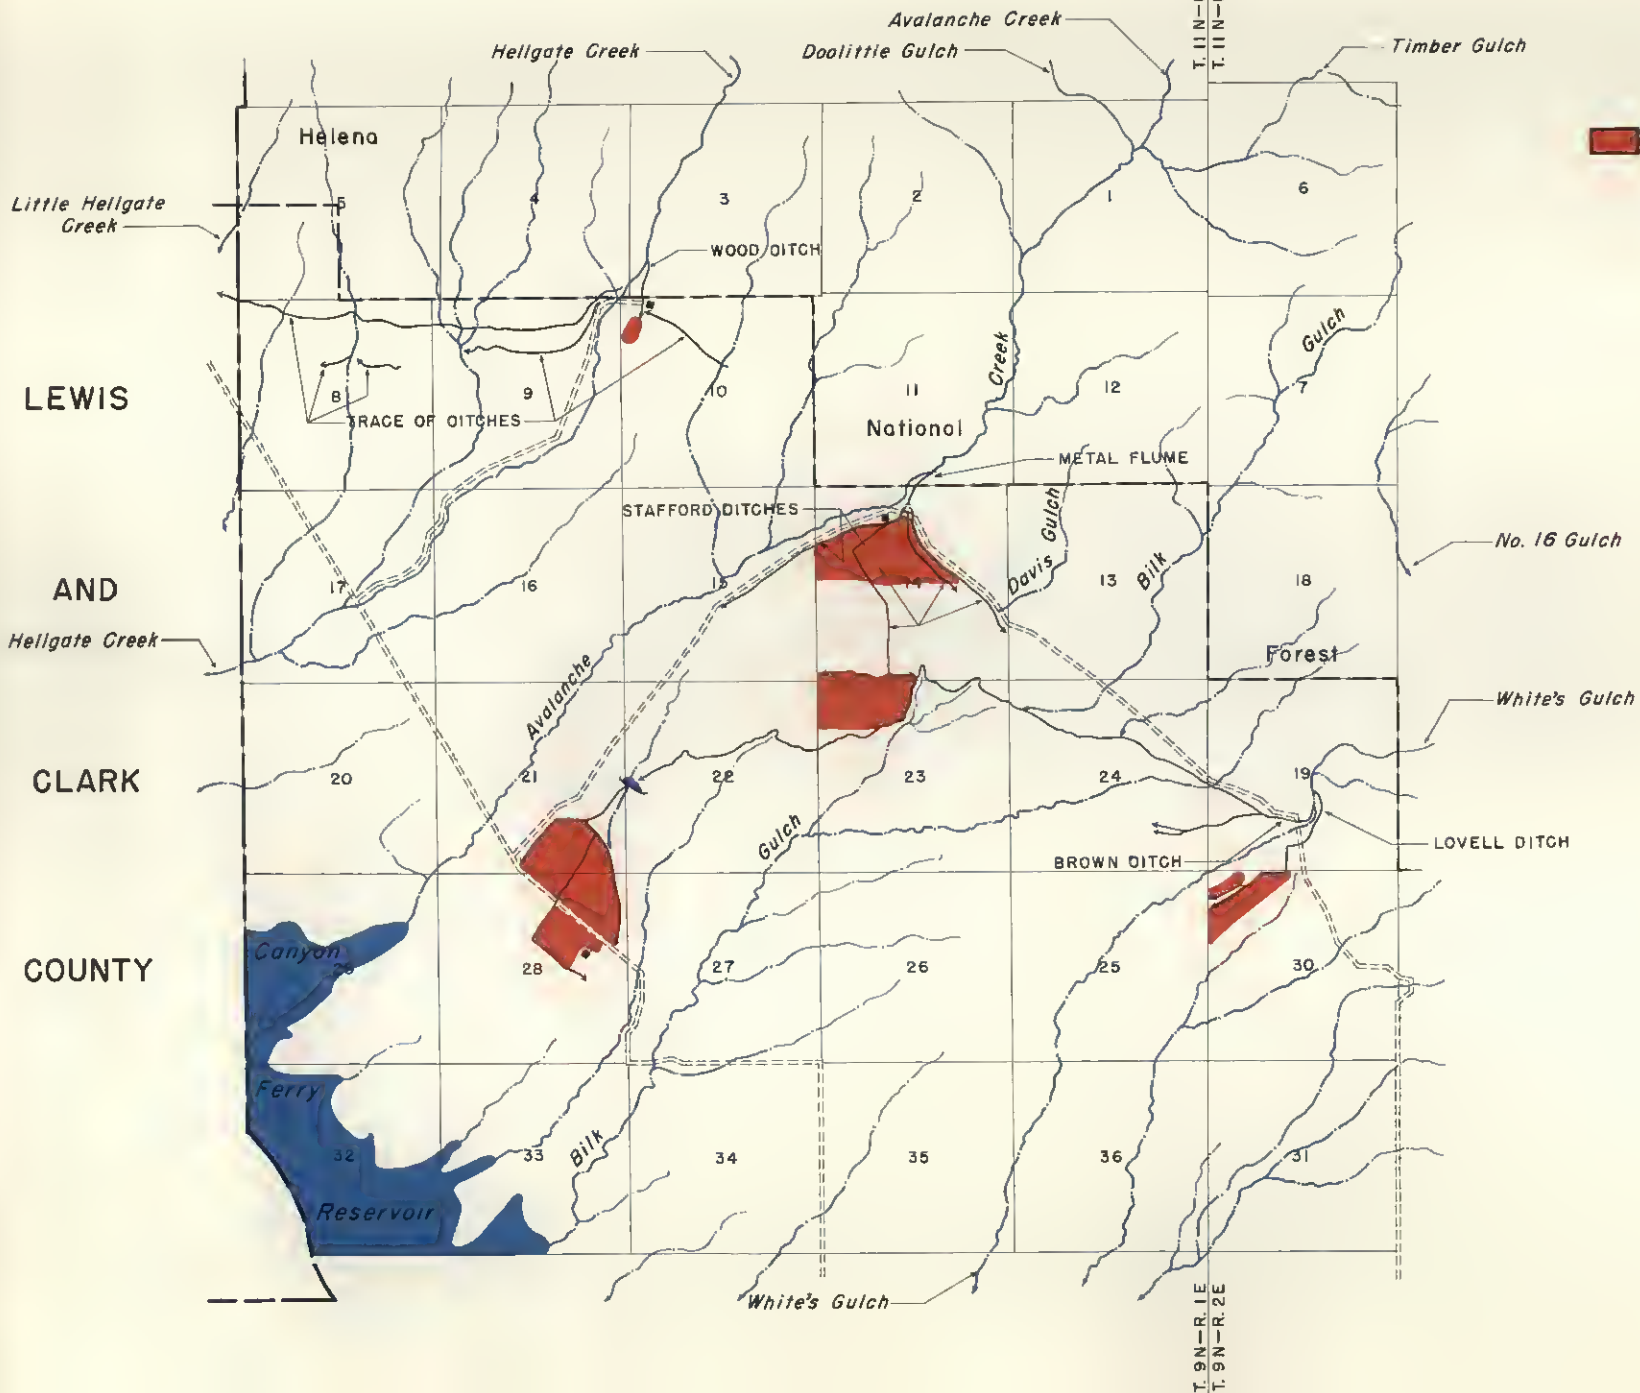 Avalanche Creek
Hellgate Creek
Doolittle Gulch
Timber Gulch
T. 11 N—
T. 11 N—
Helena
Little Hellgate
Creek
5
4
3
2
1
6
WOOD DITCH
LEWIS
8
9
10
11
12
7
Creek
Gulch
TRACE OF DITCHES
National
METAL FLUME
STAFFORD DITCHES
Gulch
No. 16 Gulch
AND
17
16
15
14
Davis
13
Bilk
18
Hellgate Creek
Forest
Avalanche
White's Gulch
CLARK
20
21
22
23
24
19
Gulch
BROWN DITCH
LOVELL DITCH
COUNTY
Canyon
29
28
27
26
25
30
Ferry
32
33
Bilk
34
35
36
31
Reservoir
White's Gulch
T. 9N—R. 1E
T. 9N—R. 2E